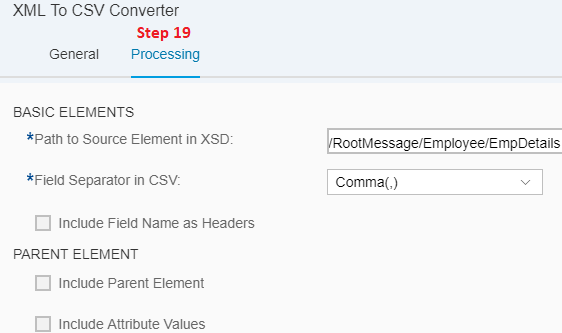 XML To CSV Converter
Step 19
General Processing
BASIC ELEMENTS
*Path to Source Element in XSD: /RootMessage/Employee/EmpDetails
*Field Separator in CSV: Comma(,)
Include Field Name as Headers
PARENT ELEMENT
Include Parent Element
Include Attribute Values